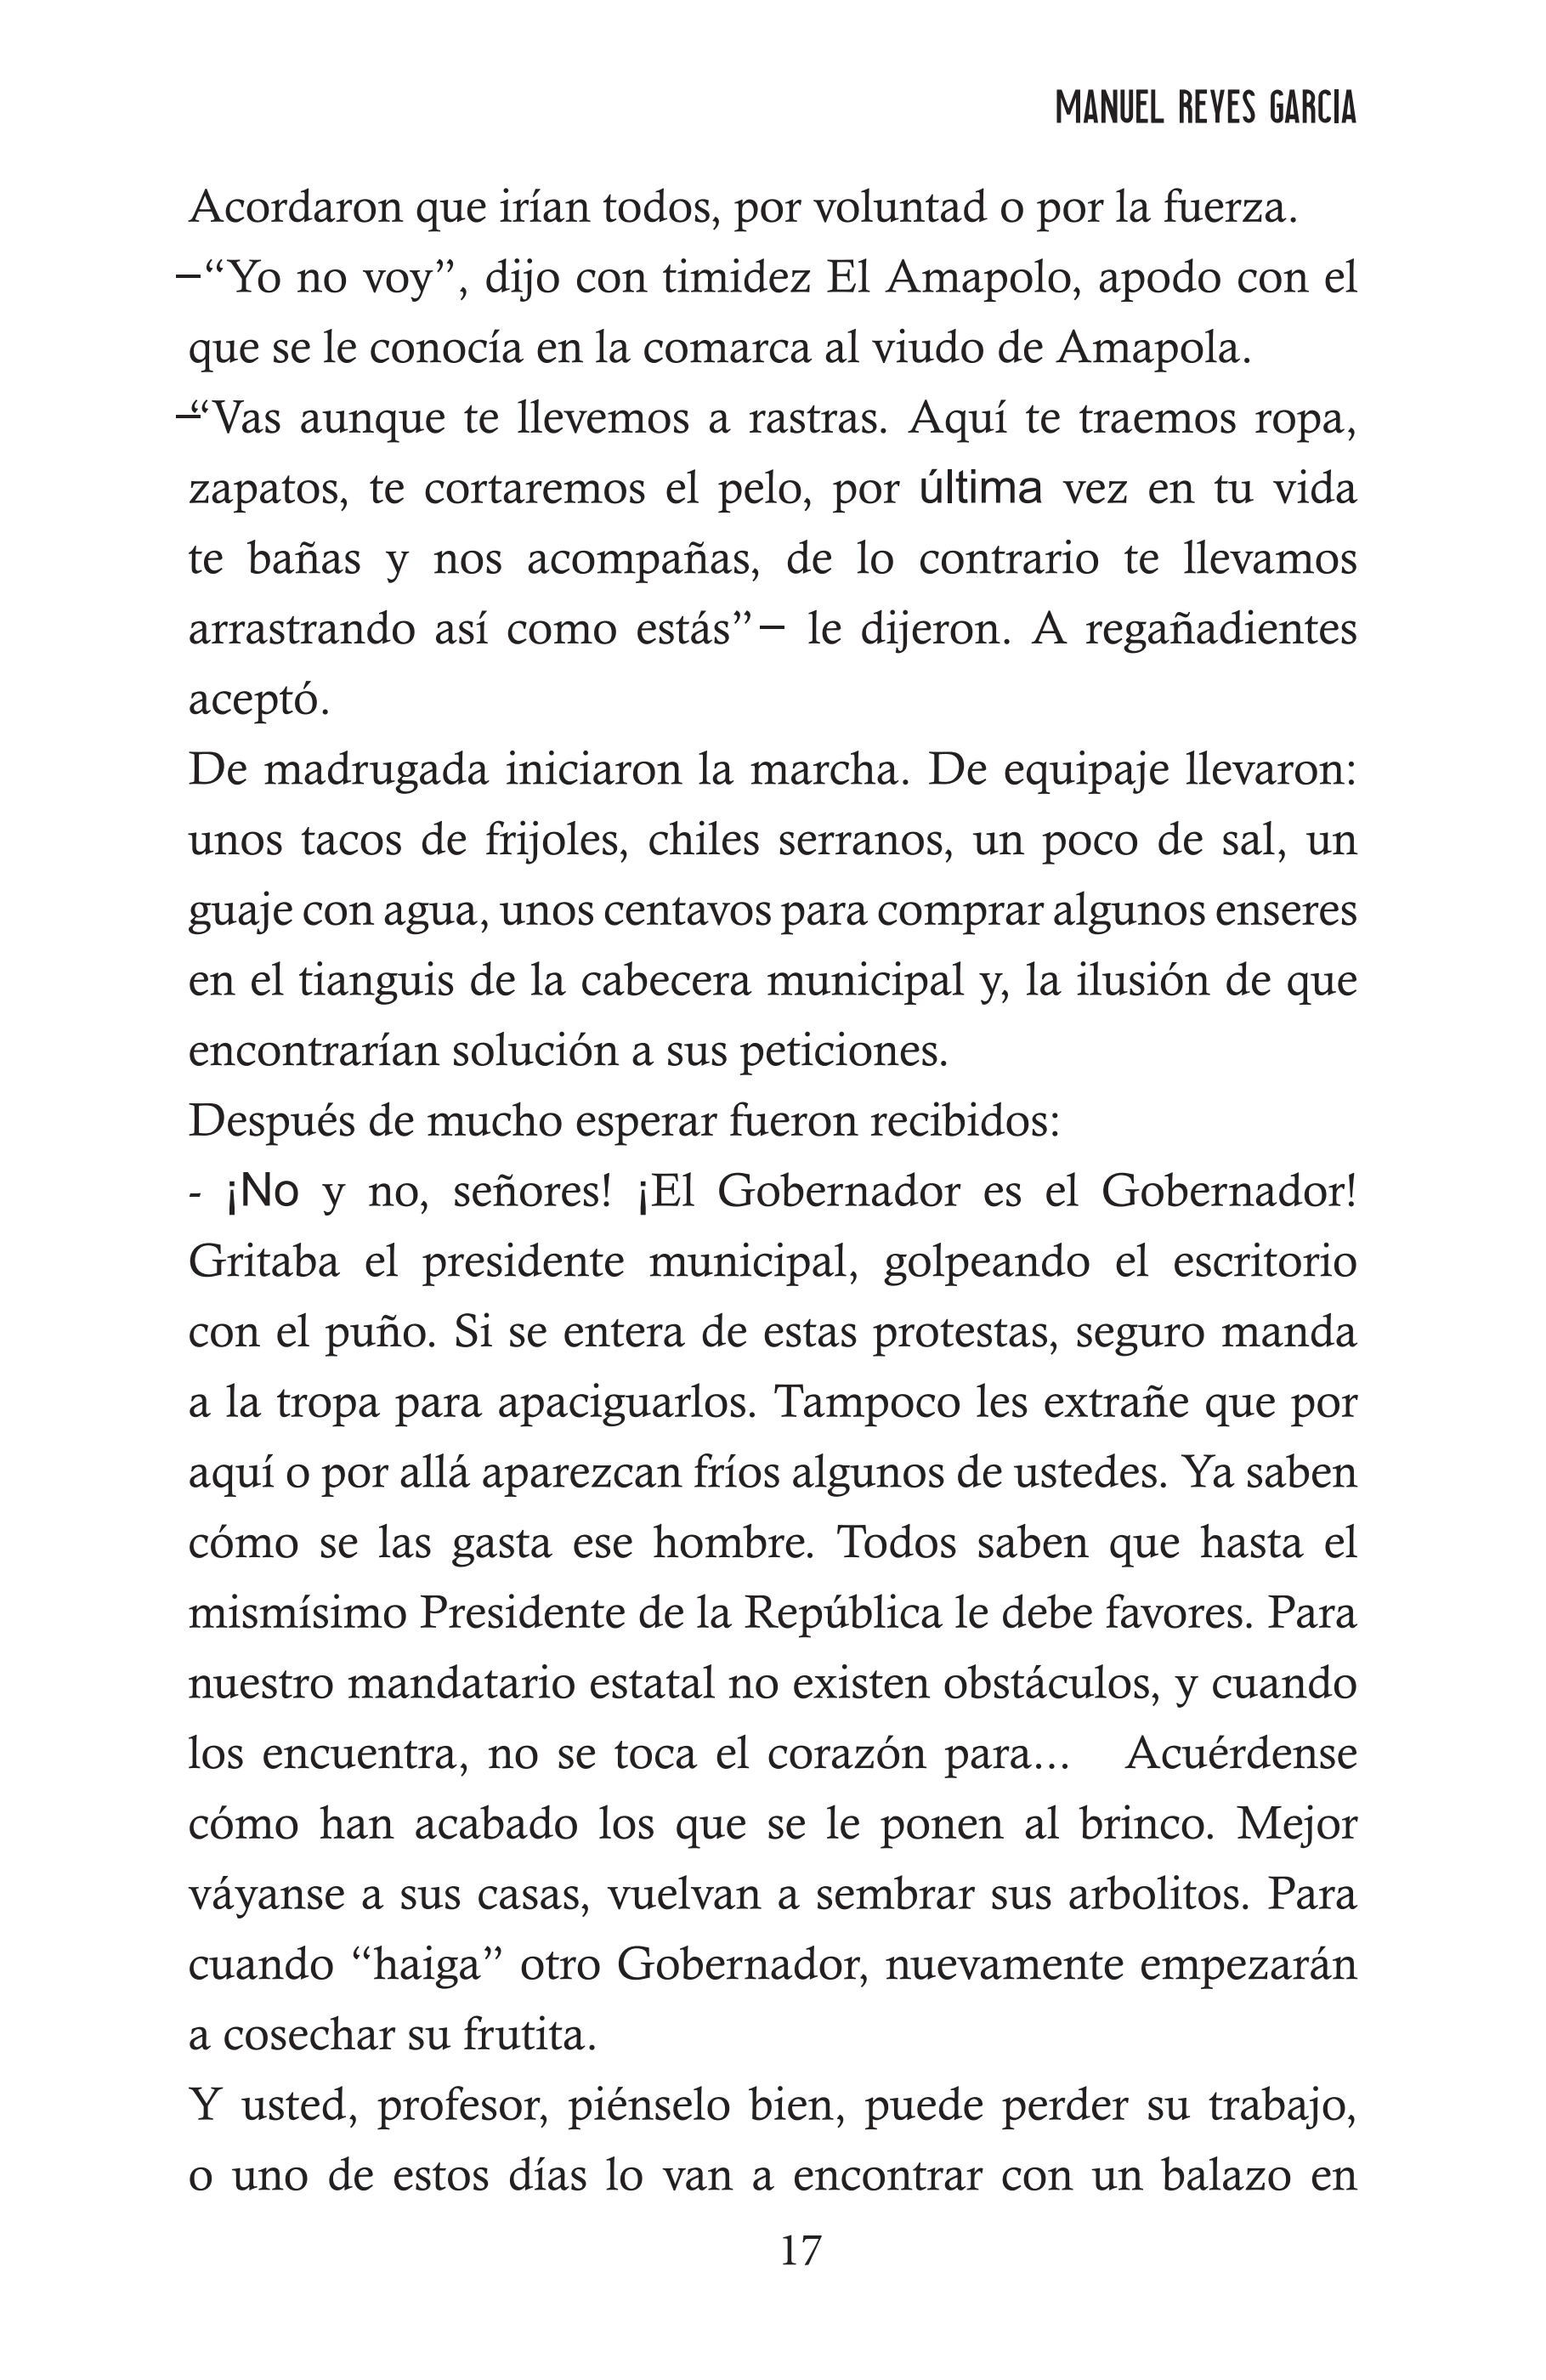 MANUEL REYES GARCIA
Acordaron que irían todos, por voluntad o por la fuerza.
–“Yo no voy”, dijo con timidez El Amapolo, apodo con el
que se le conocía en la comarca al viudo de Amapola.
–“Vas aunque te llevemos a rastras. Aquí te traemos ropa,
zapatos, te cortaremos el pelo, por última vez en tu vida
te bañas y nos acompañas, de lo contrario te llevamos
arrastrando así como estás”– le dijeron. A regañadientes
aceptó.
De madrugada iniciaron la marcha. De equipaje llevaron:
unos tacos de frijoles, chiles serranos, un poco de sal, un
guaje con agua, unos centavos para comprar algunos enseres
en el tianguis de la cabecera municipal y, la ilusión de que
encontrarían solución a sus peticiones.
Después de mucho esperar fueron recibidos:
- ¡No y no, señores! ¡El Gobernador es el Gobernador!
Gritaba el presidente municipal, golpeando el escritorio
con el puño. Si se entera de estas protestas, seguro manda
a la tropa para apaciguarlos. Tampoco les extrañe que por
aquí o por allá aparezcan fríos algunos de ustedes. Ya saben
cómo se las gasta ese hombre. Todos saben que hasta el
mismísimo Presidente de la República le debe favores. Para
nuestro mandatario estatal no existen obstáculos, y cuando
los encuentra, no se toca el corazón para... Acuérdense
cómo han acabado los que se le ponen al brinco. Mejor
váyanse a sus casas, vuelvan a sembrar sus arbolitos. Para
cuando “haiga” otro Gobernador, nuevamente empezarán
a cosechar su frutita.
Y usted, profesor, piénselo bien, puede perder su trabajo,
o uno de estos días lo van a encontrar con un balazo en
17